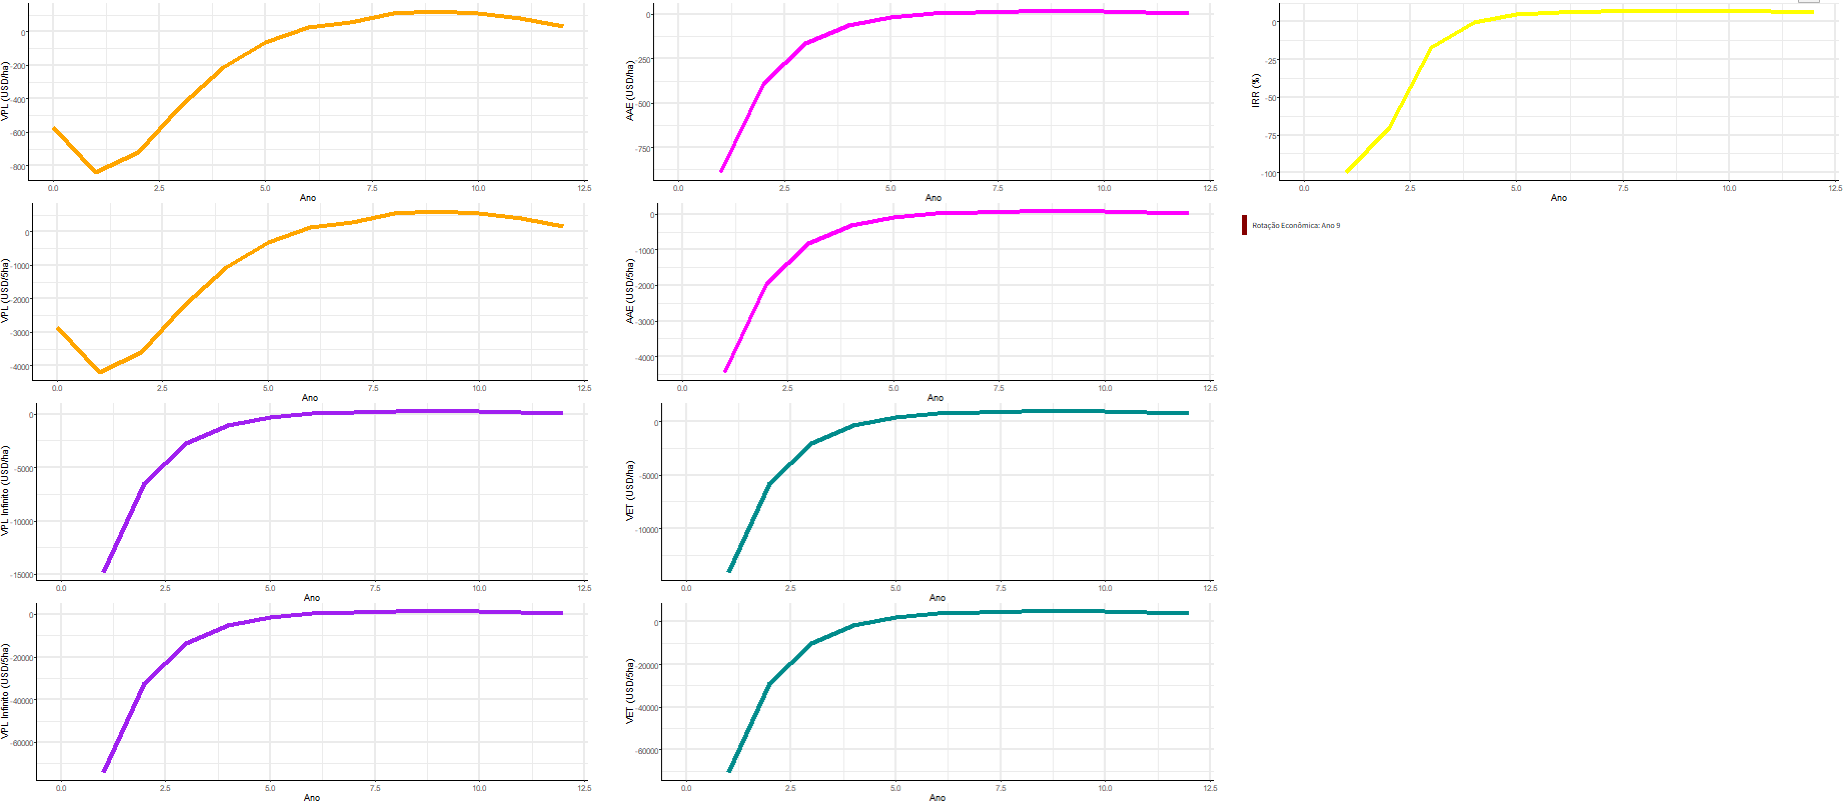 VPL (USD/ha)
0
-200
-400
-600
-800
0.0 2.5 5.0 7.5 10.0 12.5
Ano
AAE (USD/ha)
0
-250
-500
-750
0.0 2.5 5.0 7.5 10.0 12.5
Ano
IRR (%)
0
-25
-50
-75
-100
0.0 2.5 5.0 7.5 10.0 12.5
Ano
VPL (USD/5ha)
0
-1000
-2000
-3000
-4000
0.0 2.5 5.0 7.5 10.0 12.5
Ano
AAE (USD/5ha)
0
-1000
-2000
-3000
-4000
0.0 2.5 5.0 7.5 10.0 12.5
Ano
Rotação Econômica: Ano 9
VPL Infinito (USD/ha)
0
-5000
-10000
-15000
0.0 2.5 5.0 7.5 10.0 12.5
Ano
VET (USD/ha)
0
-5000
-10000
0.0 2.5 5.0 7.5 10.0 12.5
Ano
VPL Infinito (USD/5ha)
0
-20000
-40000
-60000
0.0 2.5 5.0 7.5 10.0 12.5
Ano
VET (USD/5ha)
0
-20000
-40000
-60000
0.0 2.5 5.0 7.5 10.0 12.5
Ano